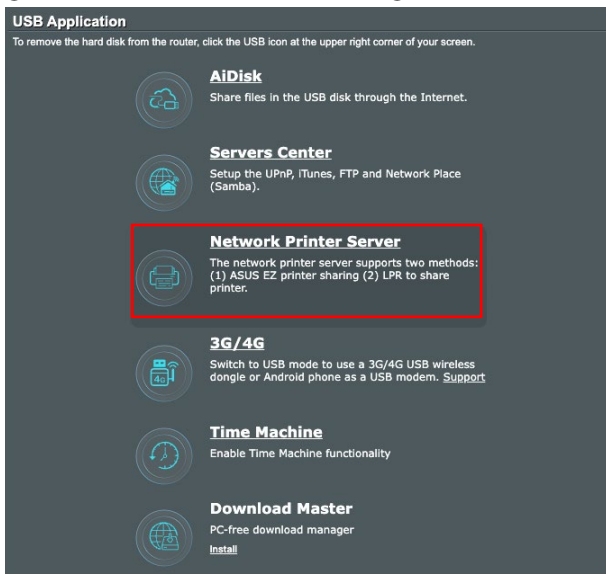 USB Application
To remove the hard disk from the router, click the USB icon at the upper right corner of your screen.
AiDisk
Share files in the USB disk through the Internet.
Servers Center
Setup the UPnP, iTunes, FTP and Network Place
(Samba).
Network Printer Server
The network printer server supports two methods:
(1) ASUS EZ printer sharing (2) LPR to share
printer.
3G/4G
4G
Switch to USB mode to use a 3G/4G USB wireless
dongle or Android phone as a USB modem. Support
Time Machine
Enable Time Machine functionality
Download Master
PC-free download manager
Install